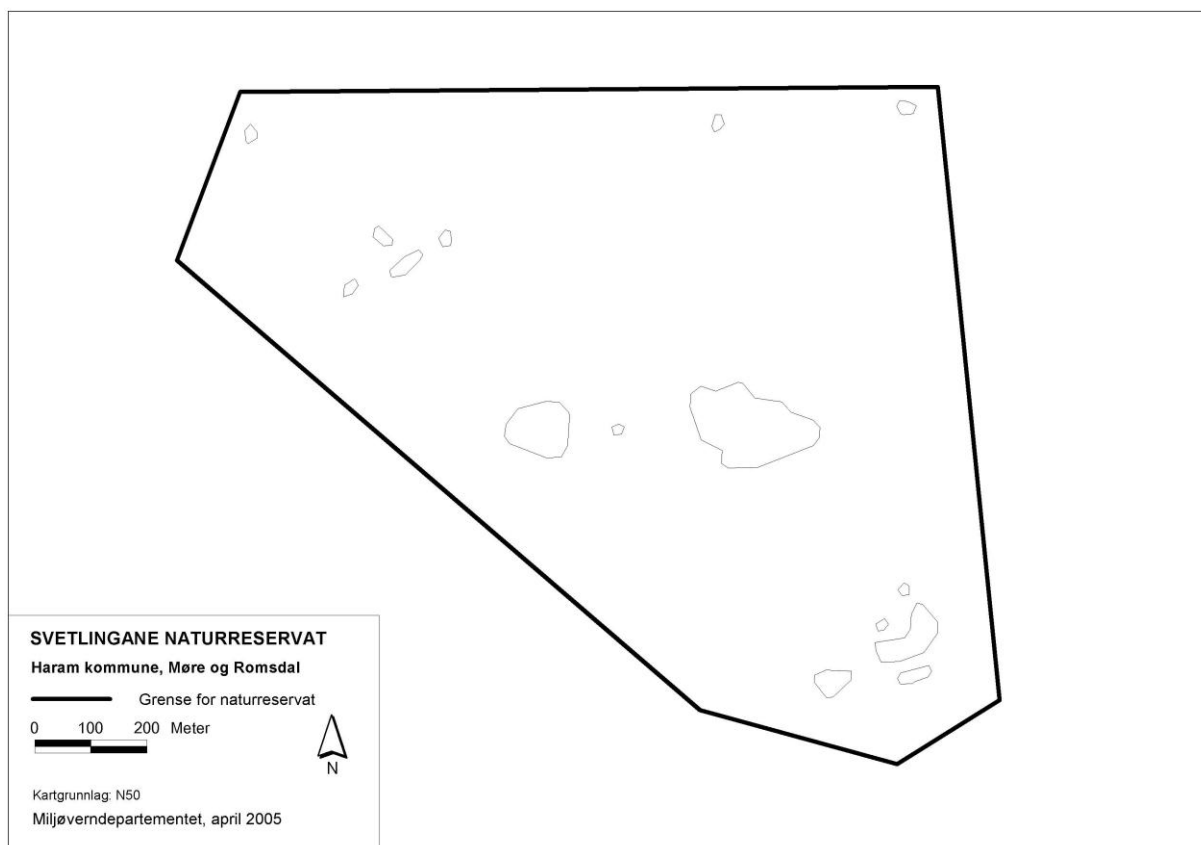 SVETLINGANE NATURRESERVAT
Haram kommune, Møre og Romsdal
Grense for naturreservat
0 100 200 Meter
N
Kartgrunnlag: N50
Miljøverndepartementet, april 2005